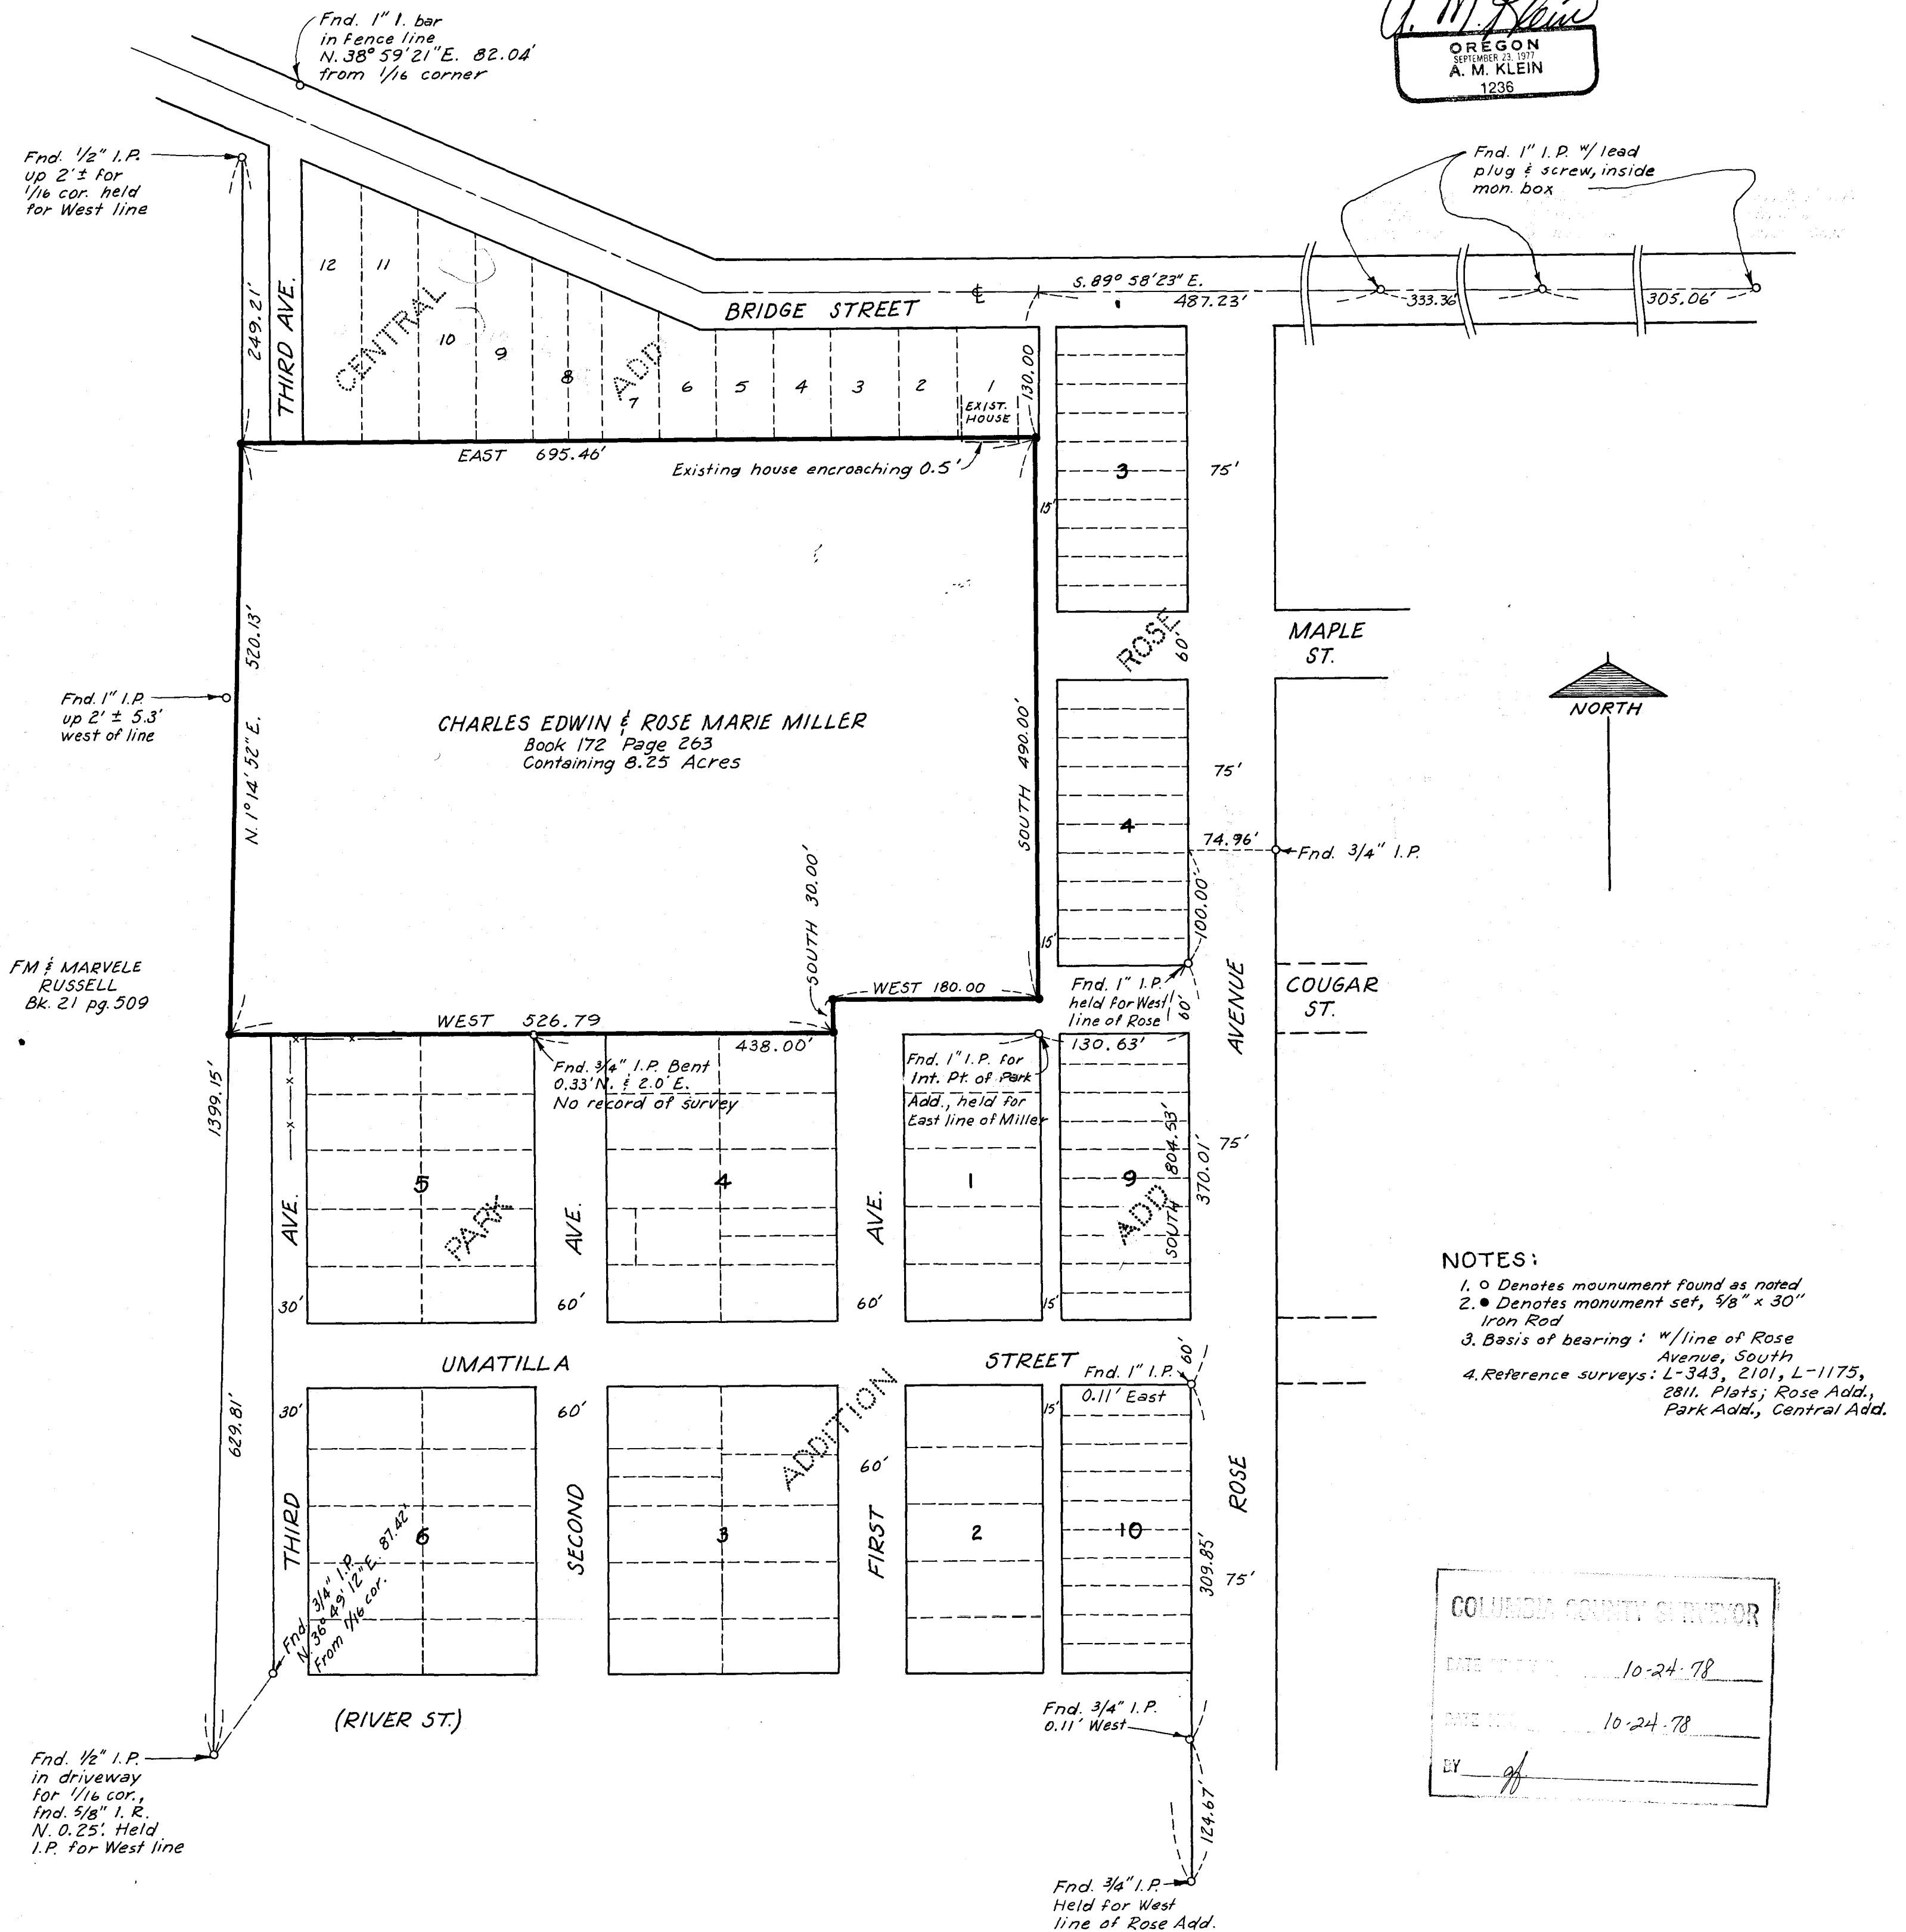 A. M. Klein
OREGON
SEPTEMBER 23, 1977
A. M. KLEIN
1236
Fnd. 1" I. bar
in fence line
N. 38° 59' 21" E. 82.04'
from 1/16 corner
Fnd. 1/2" I.P.
up 2' ± for
1/16 cor. held
for West line
Fnd. 1" I.P. w/ lead
plug & screw, inside
mon. box
249.21'
THIRD AVE.
12
11
10
9
8
7
6
5
4
3
2
1
CENTRAL
ADD
EXIST.
HOUSE
130.00
BRIDGE STREET
℄
S. 89° 58' 23" E.
487.23'
333.36'
305.06'
EAST 695.46'
Existing house encroaching 0.5'
3
75'
15'
ROSE
60'
MAPLE
ST.
NORTH
N. 1° 14' 52" E. 520.13'
Fnd. 1" I.P.
up 2' ± 5.3'
west of line
CHARLES EDWIN & ROSE MARIE MILLER
Book 172 Page 263
Containing 8.25 Acres
SOUTH 490.00'
75'
4
74.96'
Fnd. 3/4" I.P.
100.00'
SOUTH 30.00'
15'
FM & MARVELE
RUSSELL
Bk. 21 pg. 509
WEST 180.00
Fnd. 1" I.P.
held for West
line of Rose
60'
AVENUE
COUGAR
ST.
WEST 526.79
438.00'
130.63'
Fnd. 3/4" I.P. Bent
0.33' N. & 2.0' E.
No record of survey
Fnd. 1" I.P. for
Int. Pt. of Park
Add., held for
East line of Miller
1399.15'
5
4
1
9
PARK
ADD
SOUTH 804.53'
370.01'
75'
AVE.
AVE.
AVE.
30'
60'
60'
15'
NOTES:
1. o Denotes mounument found as noted
2. ● Denotes monument set, 5/8" x 30"
Iron Rod
3. Basis of bearing : w/line of Rose
Avenue, South
4. Reference surveys: L-343, 2101, L-1175,
2811. Plats; Rose Add.,
Park Add., Central Add.
UMATILLA
STREET
60'
Fnd. 1" I.P.
0.11' East
629.81'
30'
60'
60'
15'
ADDITION
THIRD
SECOND
FIRST
ROSE
6
3
2
10
309.85'
75'
Fnd. 3/4" I.P.
N. 36° 49' 12" E. 87.42'
From 1/16 cor.
(RIVER ST.)
Fnd. 1/2" I.P.
in driveway
for 1/16 cor.,
fnd. 5/8" I. R.
N. 0.25'. Held
I.P. for West line
Fnd. 3/4" I.P.
0.11' West
124.67'
Fnd. 3/4" I.P.
Held for West
line of Rose Add.
COLUMBIA COUNTY SURVEYOR
DATE 10-24-78
DATE 10-24-78
BY